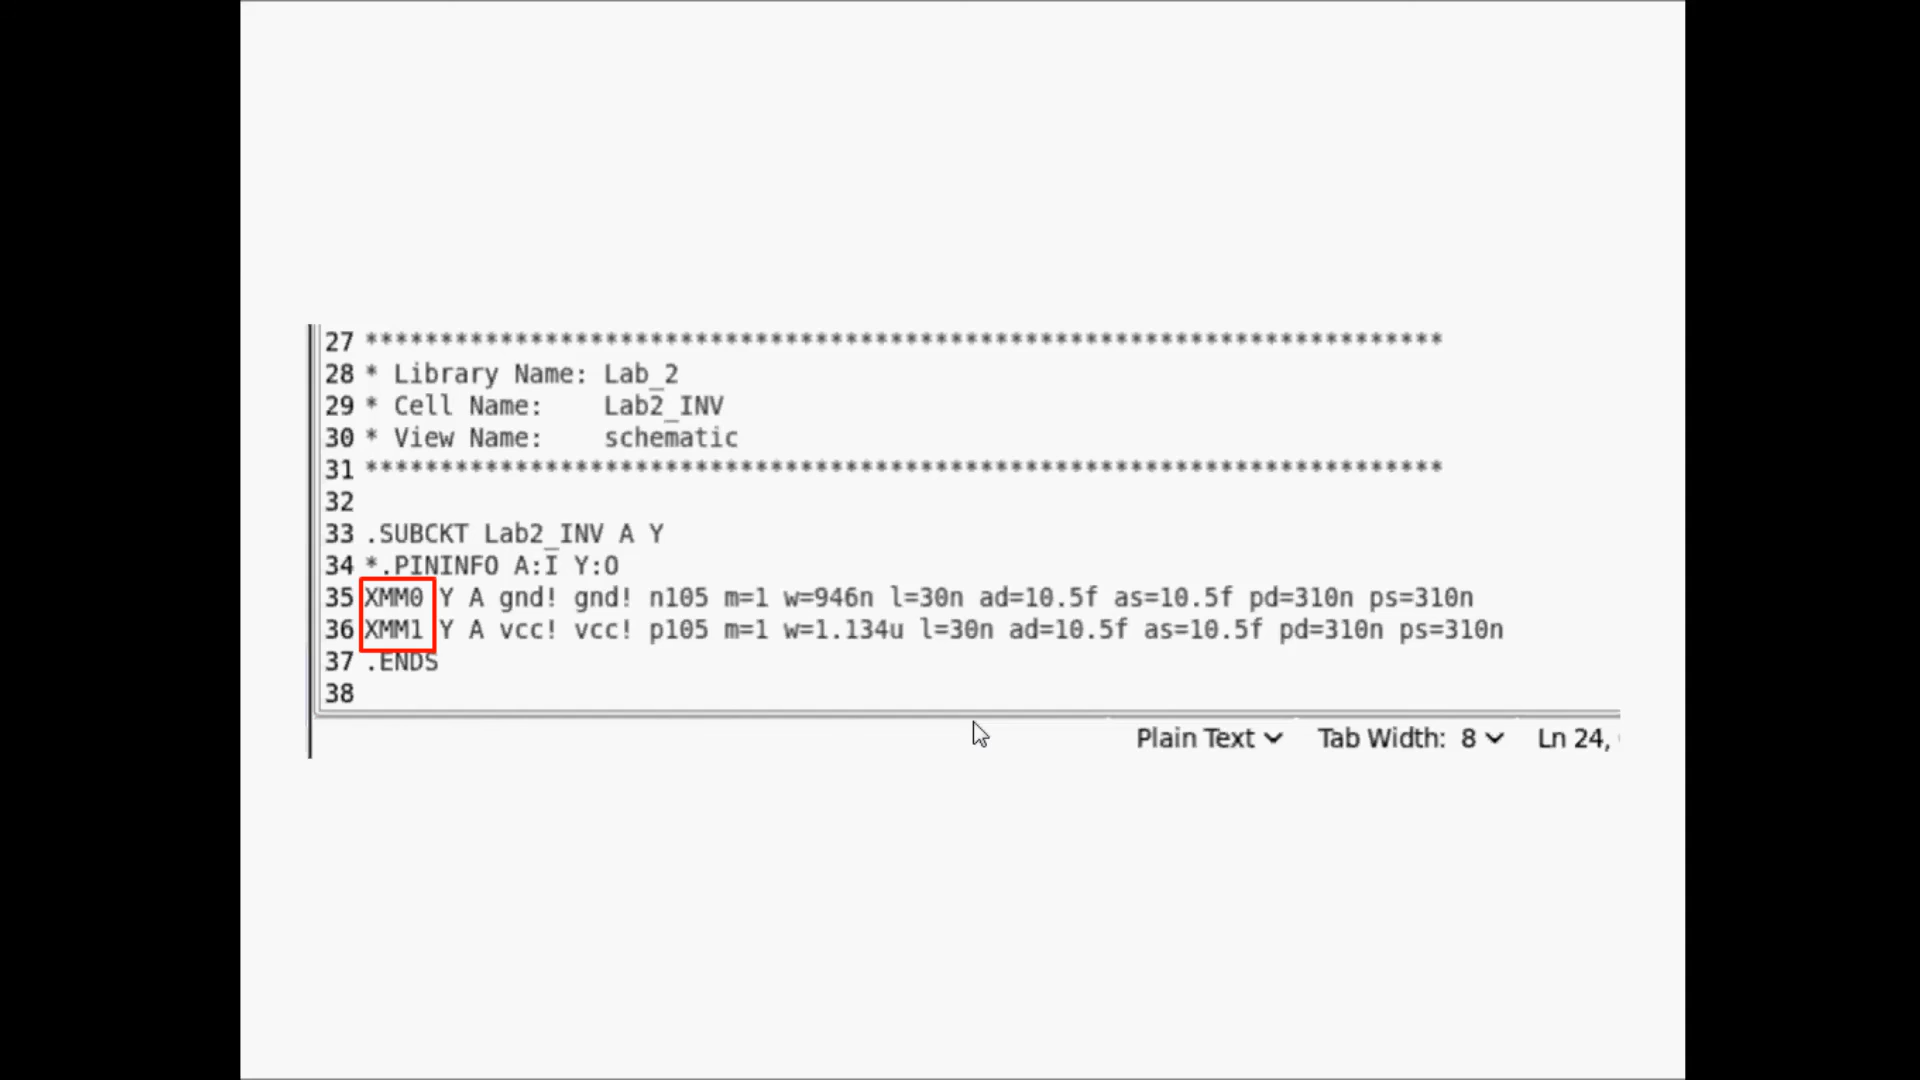 27 ************************************************************************
28 * Library Name: Lab_2
29 * Cell Name:    Lab2_INV
30 * View Name:    schematic
31 ************************************************************************
32
33 .SUBCKT Lab2_INV A Y
34 *.PININFO A:I Y:O
35 XMM0 Y A gnd! gnd! n105 m=1 w=946n l=30n ad=10.5f as=10.5f pd=310n ps=310n
36 XMM1 Y A vcc! vcc! p105 m=1 w=1.134u l=30n ad=10.5f as=10.5f pd=310n ps=310n
37 .ENDS
38
Plain Text Tab Width: 8 Ln 24,